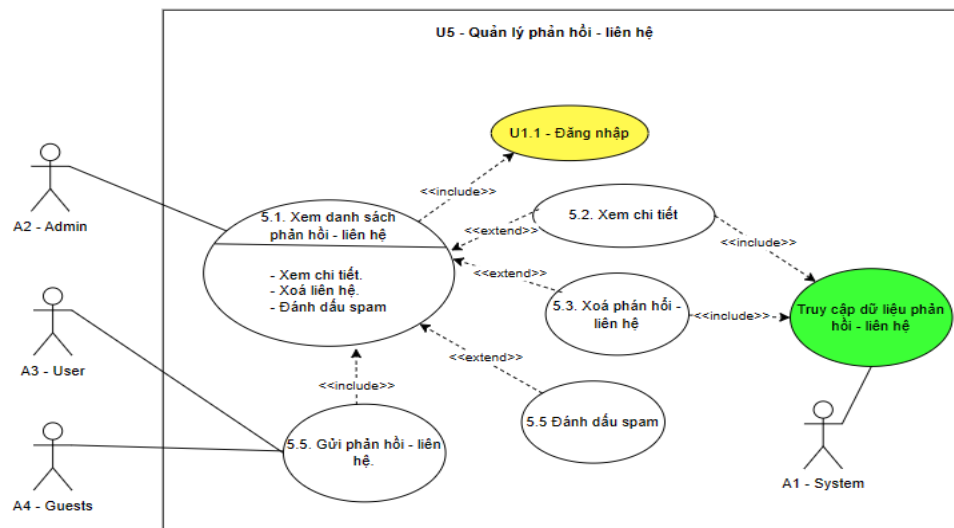 U5 - Quản lý phản hồi - liên hệ
U1.1 - Đăng nhập
<<include>>
A2 - Admin
5.1. Xem danh sách
phản hồi - liên hệ
- Xem chi tiết.
- Xoá liên hệ.
- Đánh dấu spam
<<extend>>
5.2. Xem chi tiết
<<include>>
<<extend>>
5.3. Xoá phản hồi -
liên hệ
<<include>>
Truy cập dữ liệu phản
hồi - liên hệ
A3 - User
<<include>>
<<extend>>
5.5 Đánh dấu spam
5.5. Gửi phản hồi - liên
hệ.
A4 - Guests
A1 - System